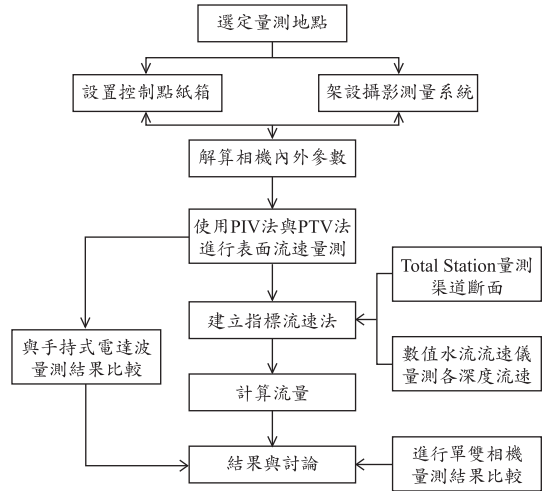 選定量測地點
設置控制點紙箱
架設攝影測量系統
解算相機內外參數
使用PIV法與PTV法
進行表面流速量測
Total Station量測
渠道斷面
建立指標流速法
與手持式電達波
量測結果比較
數值水流流速儀
量測各深度流速
計算流量
結果與討論
進行單雙相機
量測結果比較